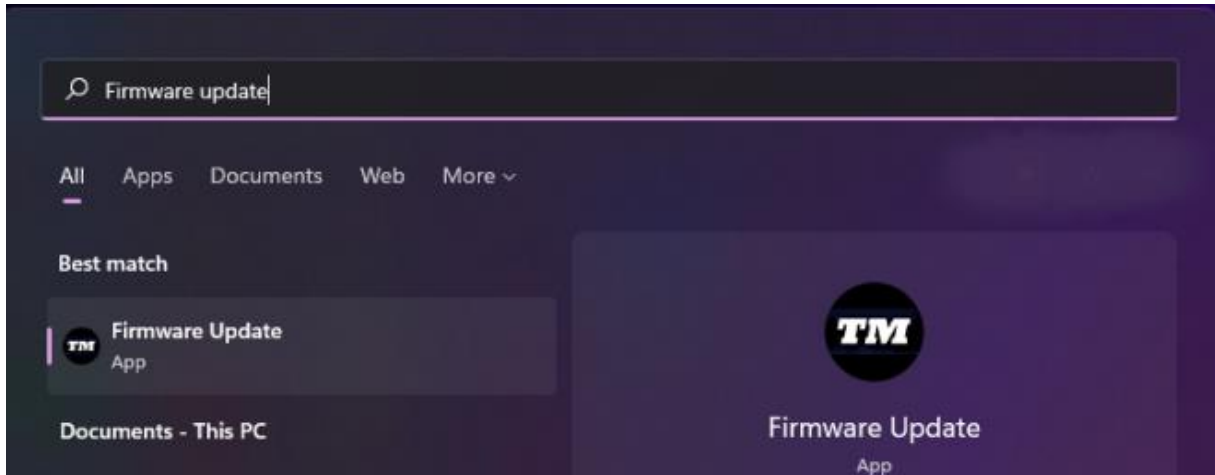 Firmware update
All Apps Documents Web More
Best match
TM
Firmware Update
App
Documents - This PC
TM
Firmware Update
App